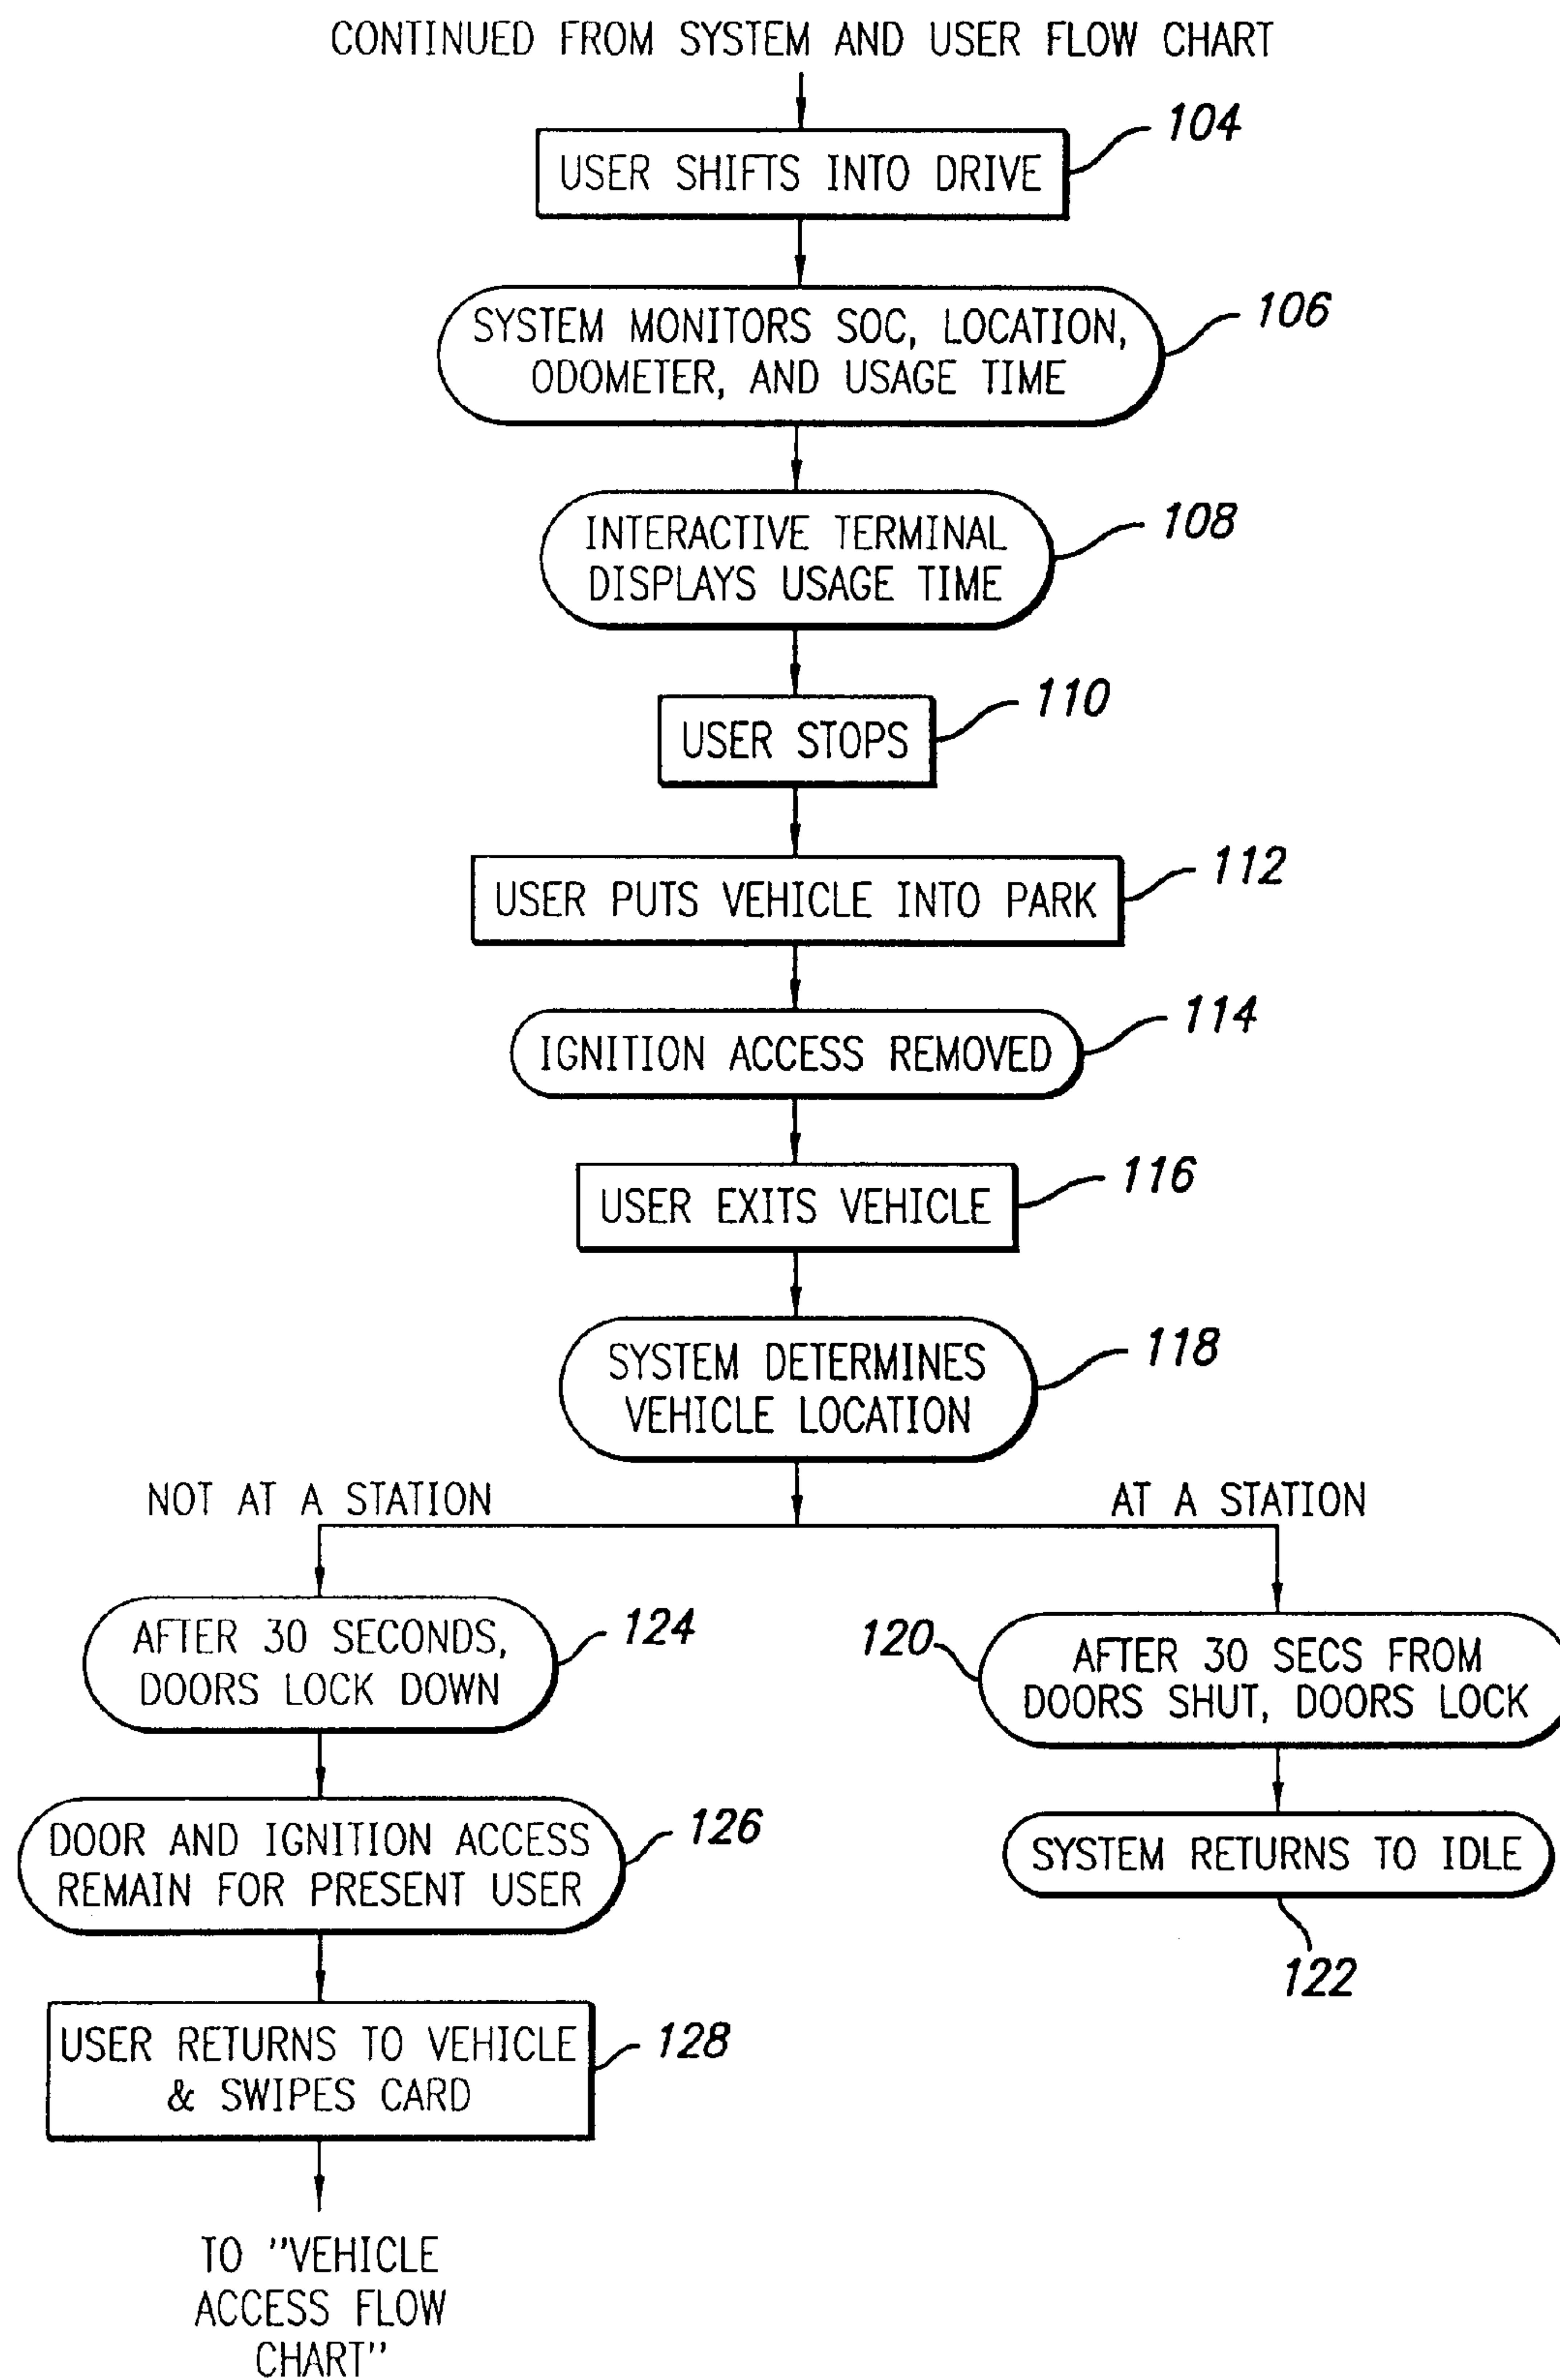 CONTINUED FROM SYSTEM AND USER FLOW CHART
104
USER SHIFTS INTO DRIVE
106
SYSTEM MONITORS SOC, LOCATION,
ODOMETER, AND USAGE TIME
108
INTERACTIVE TERMINAL
DISPLAYS USAGE TIME
110
USER STOPS
112
USER PUTS VEHICLE INTO PARK
114
IGNITION ACCESS REMOVED
116
USER EXITS VEHICLE
118
SYSTEM DETERMINES
VEHICLE LOCATION
NOT AT A STATION
AT A STATION
124
AFTER 30 SECONDS,
DOORS LOCK DOWN
120
AFTER 30 SECS FROM
DOORS SHUT, DOORS LOCK
126
DOOR AND IGNITION ACCESS
REMAIN FOR PRESENT USER
SYSTEM RETURNS TO IDLE
122
128
USER RETURNS TO VEHICLE
& SWIPES CARD
TO "VEHICLE
ACCESS FLOW
CHART"